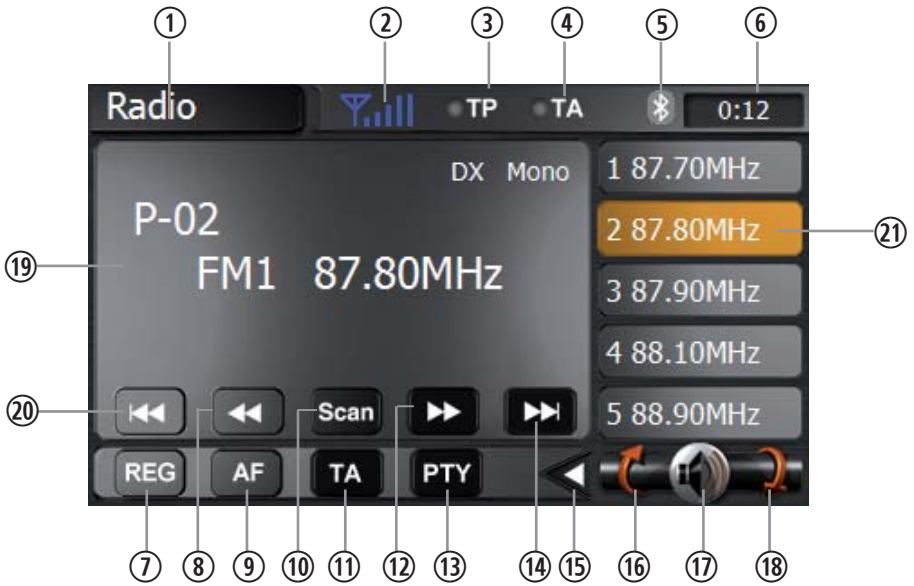 ① ② ③ ④ ⑤ ⑥
Radio TP TA 0:12
DX Mono
P-02
FM1 87.80MHz
1 87.70MHz
2 87.80MHz
3 87.90MHz
4 88.10MHz
5 88.90MHz
⑲
㉑
⑳
Scan
REG AF TA PTY
⑦ ⑧ ⑨ ⑩ ⑪ ⑫ ⑬ ⑭ ⑮ ⑯ ⑰ ⑱